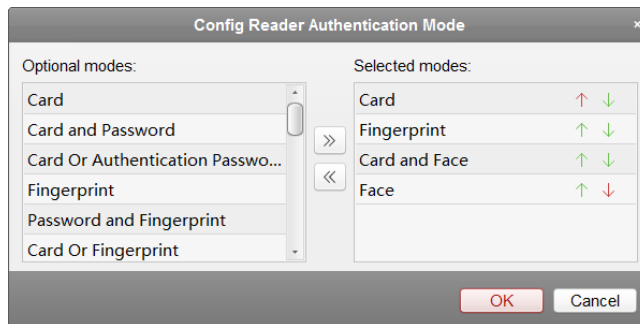 Config Reader Authentication Mode
Optional modes:
Selected modes:
Card
Card and Password
Card Or Authentication Passwo...
Fingerprint
Password and Fingerprint
Card Or Fingerprint
Card
Fingerprint
Card and Face
Face
OK
Cancel